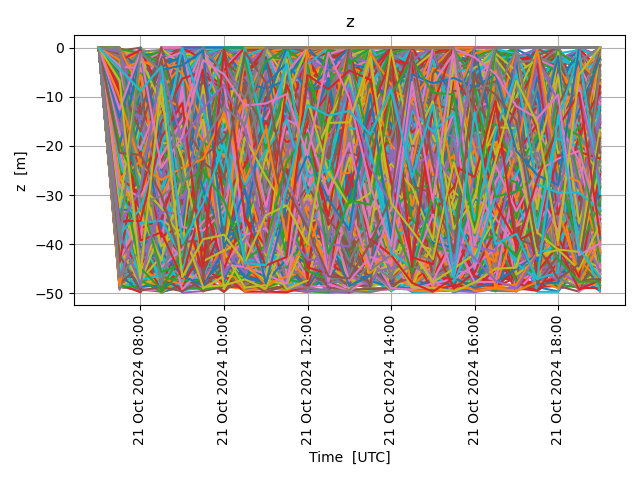 z
0
−10
−20
−30
−40
−50
z [m]
21 Oct 2024 08:00
21 Oct 2024 10:00
21 Oct 2024 12:00
21 Oct 2024 14:00
21 Oct 2024 16:00
21 Oct 2024 18:00
Time [UTC]